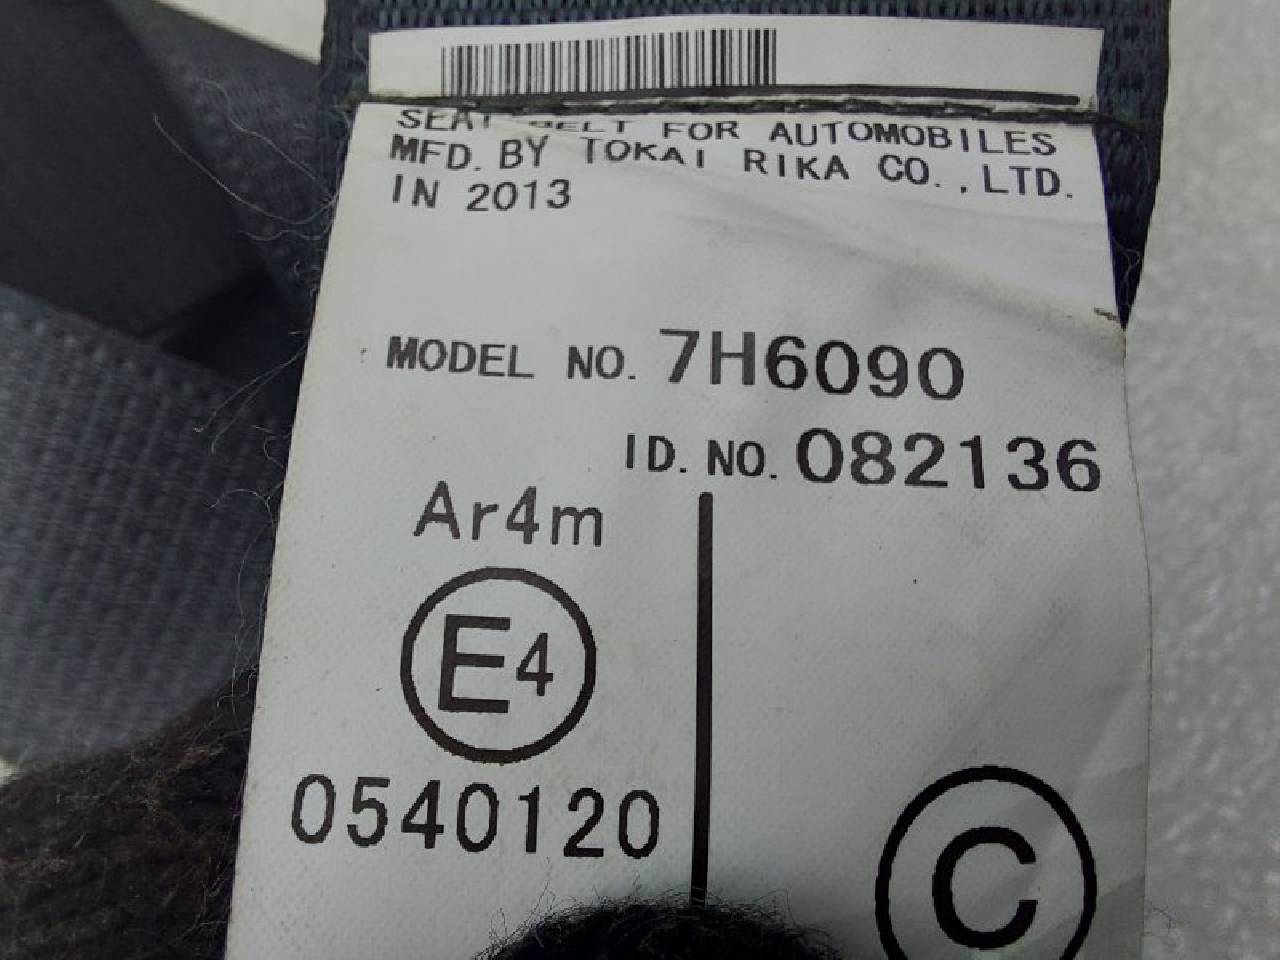 SEAT BELT FOR AUTOMOBILES
MFD. BY TOKAI RIKA CO., LTD.
IN 2013
MODEL NO. 7H6090
ID. NO. 082136
Ar4m
E4
0540120
C